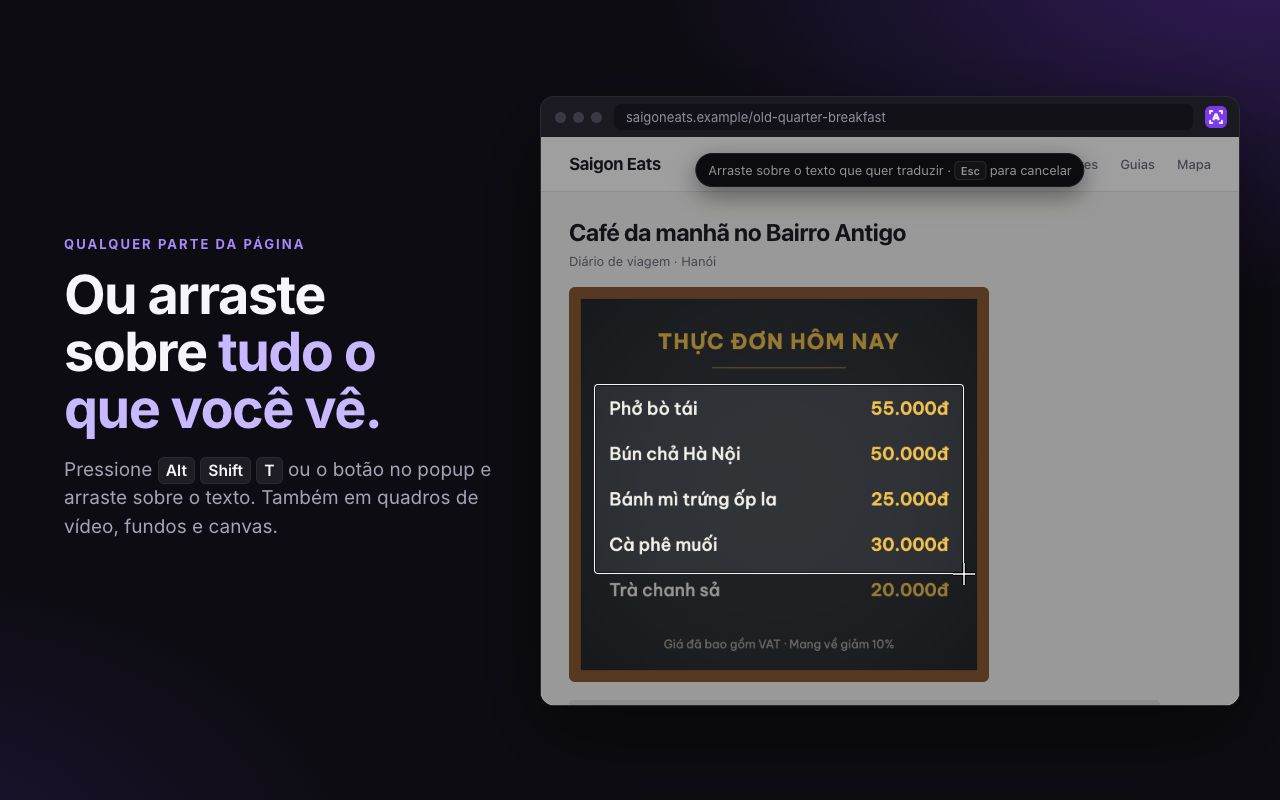 QUALQUER PARTE DA PÁGINA
Ou arraste
sobre tudo o
que você vê.
Pressione Alt Shift T ou o botão no popup e
arraste sobre o texto. Também em quadros de
vídeo, fundos e canvas.
saigoneats.example/old-quarter-breakfast
Saigon Eats
Arraste sobre o texto que quer traduzir · Esc para cancelar
Guias
Mapa
Café da manhã no Bairro Antigo
Diário de viagem · Hanói
THỰC ĐƠN HÔM NAY
Phở bò tái 55.000đ
Bún chả Hà Nội 50.000đ
Bánh mì trứng ốp la 25.000đ
Cà phê muối 30.000đ
Trà chanh sả 20.000đ
Giá đã bao gồm VAT · Mang về giảm 10%